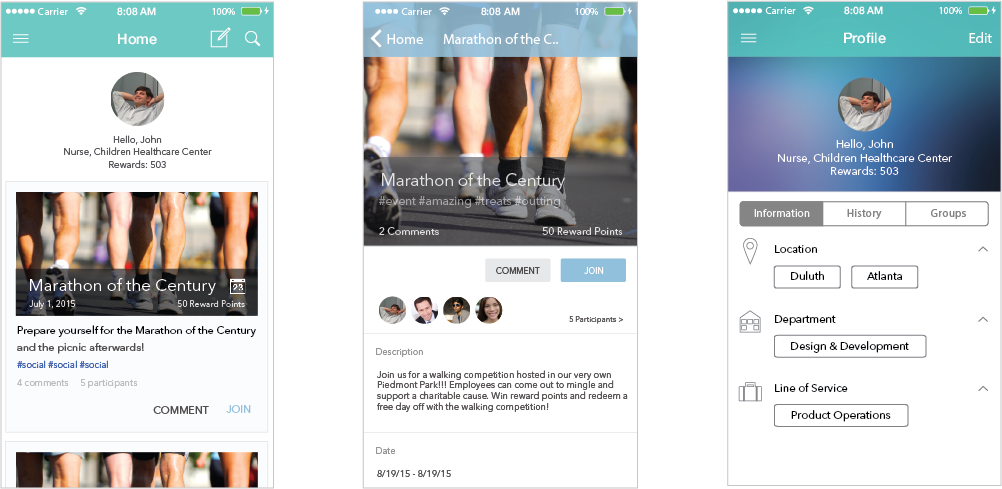 Carrier 8:08 AM 100%
Home
Hello, John
Nurse, Children Healthcare Center
Rewards: 503
Marathon of the Century
23
July 1, 2015 50 Reward Points
Prepare yourself for the Marathon of the Century
and the picnic afterwards!
#social #social #social
4 comments 5 participants
COMMENT JOIN
Carrier 8:08 AM 100%
Home Marathon of the C..
Marathon of the Century
#event #amazing #treats #outting
2 Comments 50 Reward Points
COMMENT JOIN
5 Participants >
Description
Join us for a walking competition hosted in our very own
Piedmont Park!!! Employees can come out to mingle and
support a charitable cause. Win reward points and redeem a
free day off with the walking competition!
Date
8/19/15 - 8/19/15
Carrier 8:08 AM 100%
Profile Edit
Hello, John
Nurse, Children Healthcare Center
Rewards: 503
Information History Groups
Location
Duluth Atlanta
Department
Design & Development
Line of Service
Product Operations